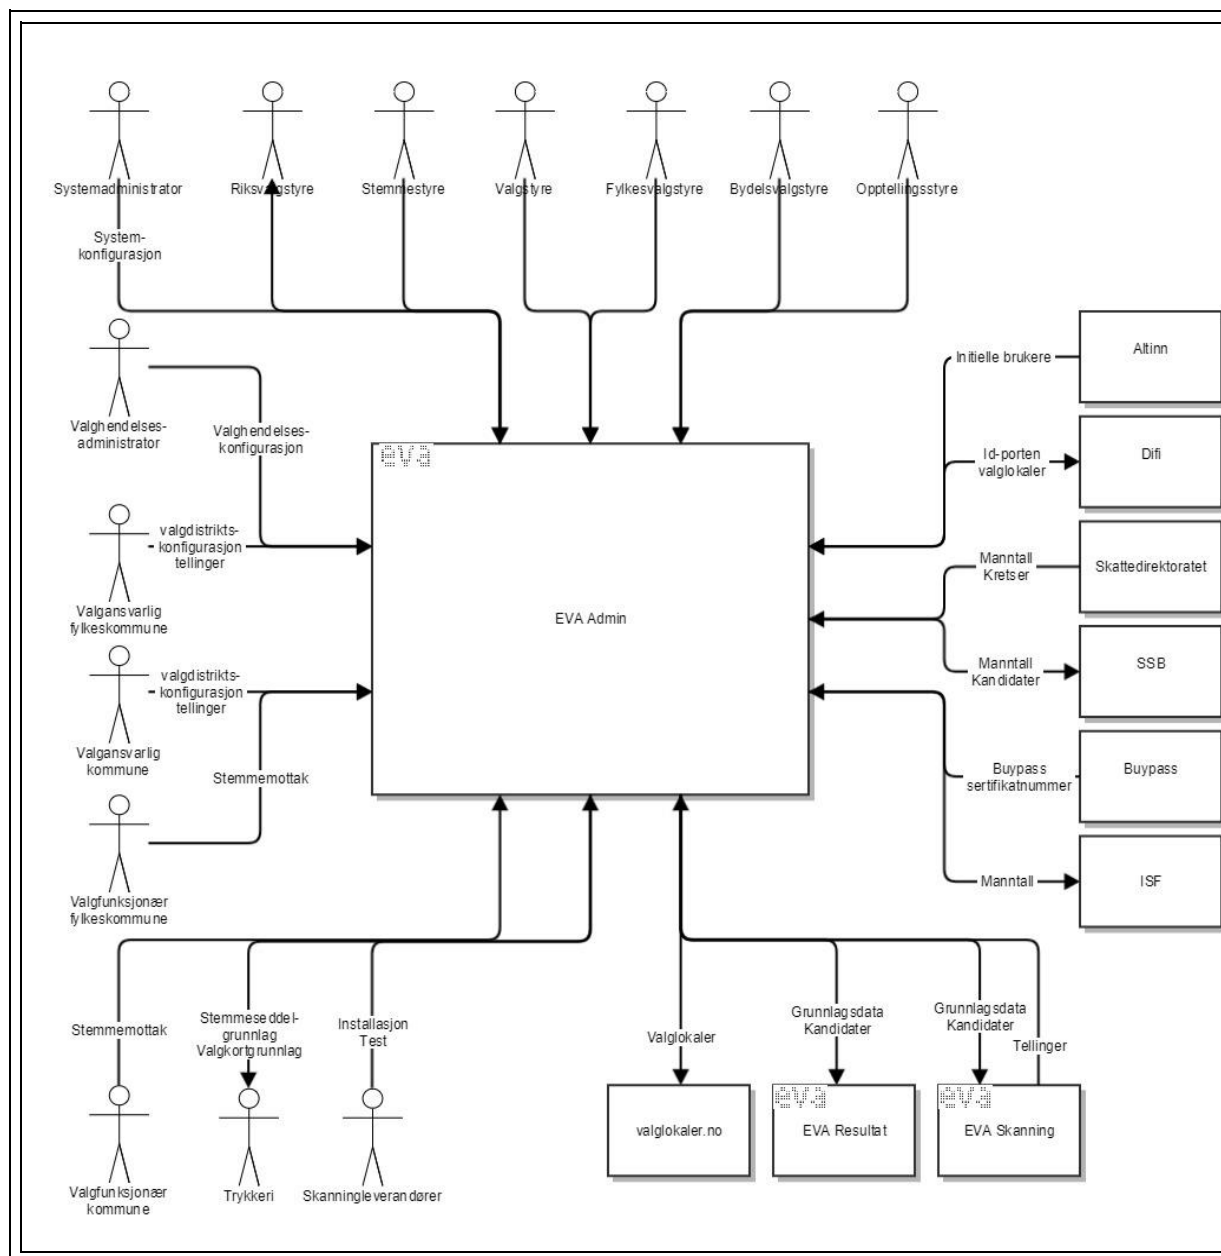 Systemadministrator
Riksvalgstyre
Stemmestyre
Valgstyre
Fylkesvalgstyre
Bydelsvalgstyre
Opptellingsstyre
System-
konfigurasjon
Valghendelses-
administrator
Valghendelses-
konfigurasjon
Initielle brukere
Altinn
eva
Id-porten
valglokaler
Difi
Valgansvarlig
fylkeskommune
valgdistrikts-
konfigurasjon
tellinger
Manntall
Kretser
Skattedirektoratet
EVA Admin
Manntall
Kandidater
SSB
Valgansvarlig
kommune
valgdistrikts-
konfigurasjon
tellinger
Buypass
sertifikatnummer
Buypass
Stemmemottak
Valgfunksjonær
fylkeskommune
Manntall
ISF
Stemmemottak
Stemmeseddel-
grunnlag
Valgkortgrunnlag
Installasjon
Test
Valglokaler
Grunnlagsdata
Kandidater
Grunnlagsdata
Kandidater
Tellinger
Valgfunksjonær
kommune
Trykkeri
Skanningleverandører
valglokaler.no
eva
EVA Resultat
eva
EVA Skanning